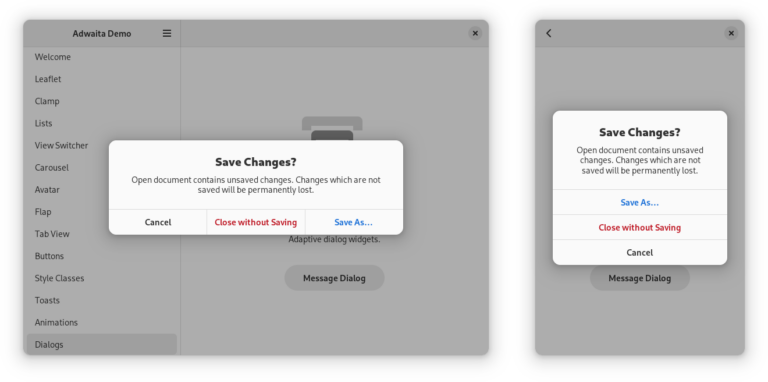 Adwaita Demo
Welcome
Leaflet
Clamp
Lists
View Switcher
Carousel
Avatar
Flap
Tab View
Buttons
Style Classes
Toasts
Animations
Dialogs
Save Changes?
Open document contains unsaved changes. Changes which are not
saved will be permanently lost.
Cancel
Close without Saving
Save As...
Adaptive dialog widgets.
Message Dialog
Save Changes?
Open document contains unsaved
changes. Changes which are not
saved will be permanently lost.
Save As...
Close without Saving
Cancel
Message Dialog